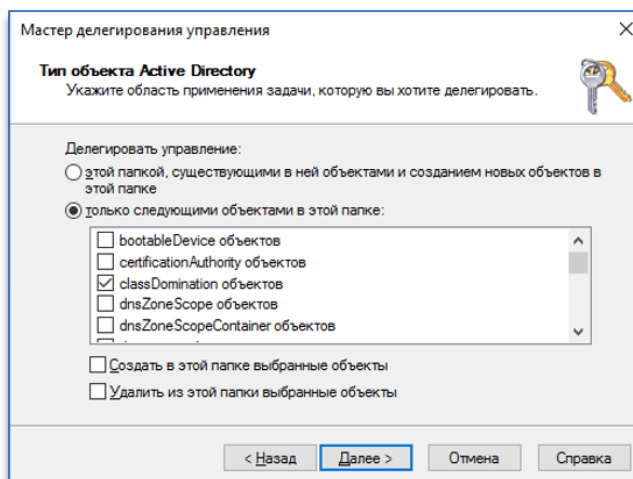 Мастер делегирования управления
Тип объекта Active Directory
Укажите область применения задачи, которую вы хотите делегировать.
Делегировать управление:
этой папкой, существующими в ней объектами и созданием новых объектов в
этой папке
только следующими объектами в этой папке:
bootableDevice объектов
certificationAuthority объектов
classDomination объектов
dnsZoneScope объектов
dnsZoneScopeContainer объектов
Создать в этой папке выбранные объекты
Удалить из этой папки выбранные объекты
< Назад Далее > Отмена Справка